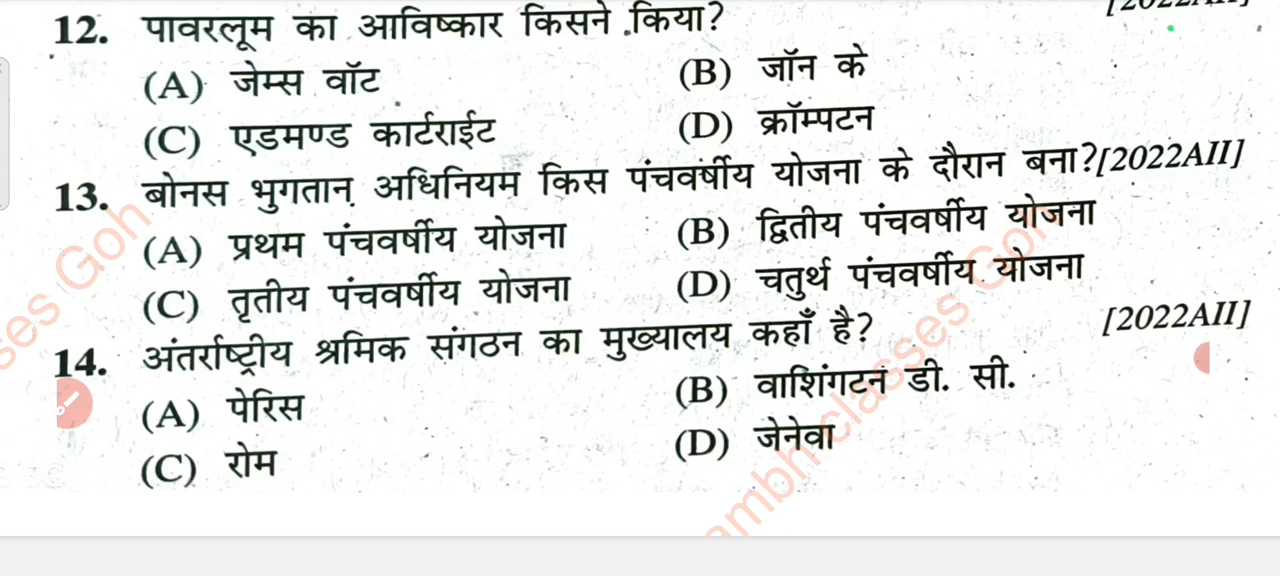 12. पावरलूम का आविष्कार किसने किया?
(A) जेम्स वॉट (B) जॉन के
(C) एडमण्ड कार्टराईट (D) क्रॉम्पटन
13. बोनस भुगतान अधिनियम किस पंचवर्षीय योजना के दौरान बना?[2022AII]
(A) प्रथम पंचवर्षीय योजना (B) द्वितीय पंचवर्षीय योजना
(C) तृतीय पंचवर्षीय योजना (D) चतुर्थ पंचवर्षीय योजना
14. अंतर्राष्ट्रीय श्रमिक संगठन का मुख्यालय कहाँ है? [2022AII]
(A) पेरिस (B) वाशिंगटन डी. सी.
(C) रोम (D) जेनेवा